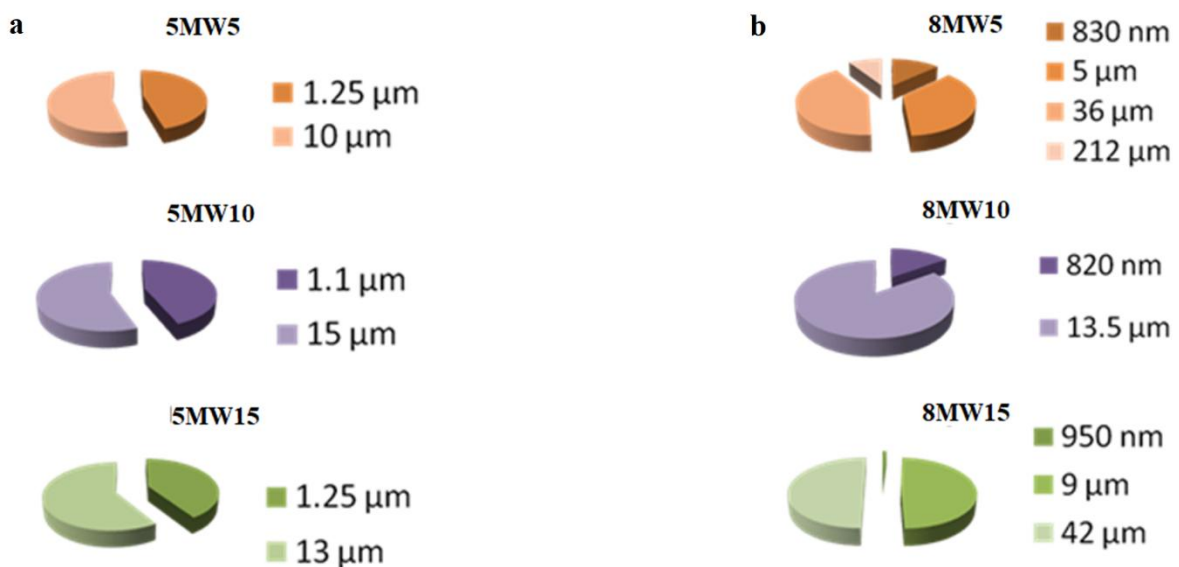 a
5MW5
1.25 µm
10 µm
5MW10
1.1 µm
15 µm
5MW15
1.25 µm
13 µm
b
8MW5
830 nm
5 µm
36 µm
212 µm
8MW10
820 nm
13.5 µm
8MW15
950 nm
9 µm
42 µm